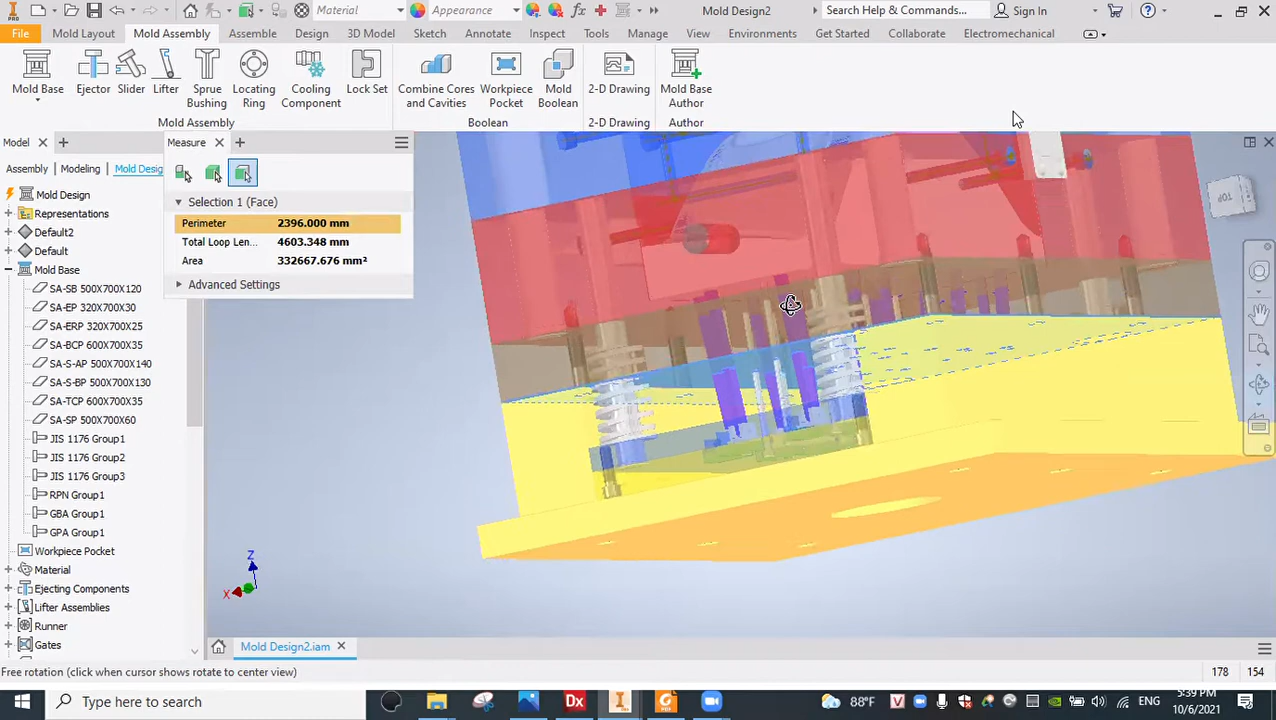 Material
Appearance
Mold Design2
Search Help & Commands...
Sign In
File
Mold Layout
Mold Assembly
Assemble
Design
3D Model
Sketch
Annotate
Inspect
Tools
Manage
View
Environments
Get Started
Collaborate
Electromechanical
Mold Base
Ejector
Slider
Lifter
Sprue Bushing
Locating Ring
Cooling Component
Lock Set
Combine Cores and Cavities
Workpiece Pocket
Mold Boolean
2-D Drawing
Mold Base Author
Mold Assembly
Boolean
2-D Drawing
Author
Model
Measure
Assembly
Modeling
Mold Desig
Selection 1 (Face)
Perimeter 2396.000 mm
Total Loop Len... 4603.348 mm
Area 332667.676 mm²
Advanced Settings
Mold Design
Representations
Default2
Default
Mold Base
SA-SB 500X700X120
SA-EP 320X700X30
SA-ERP 320X700X25
SA-BCP 600X700X35
SA-S-AP 500X700X140
SA-S-BP 500X700X130
SA-TCP 600X700X35
SA-SP 500X700X60
JIS 1176 Group1
JIS 1176 Group2
JIS 1176 Group3
RPN Group1
GBA Group1
GPA Group1
Workpiece Pocket
Material
Ejecting Components
Lifter Assemblies
Runner
Gates
TOP
Z
X
Mold Design2.iam
Free rotation (click when cursor shows rotate to center view)
178
154
Type here to search
88°F
ENG
5:39 PM
10/6/2021